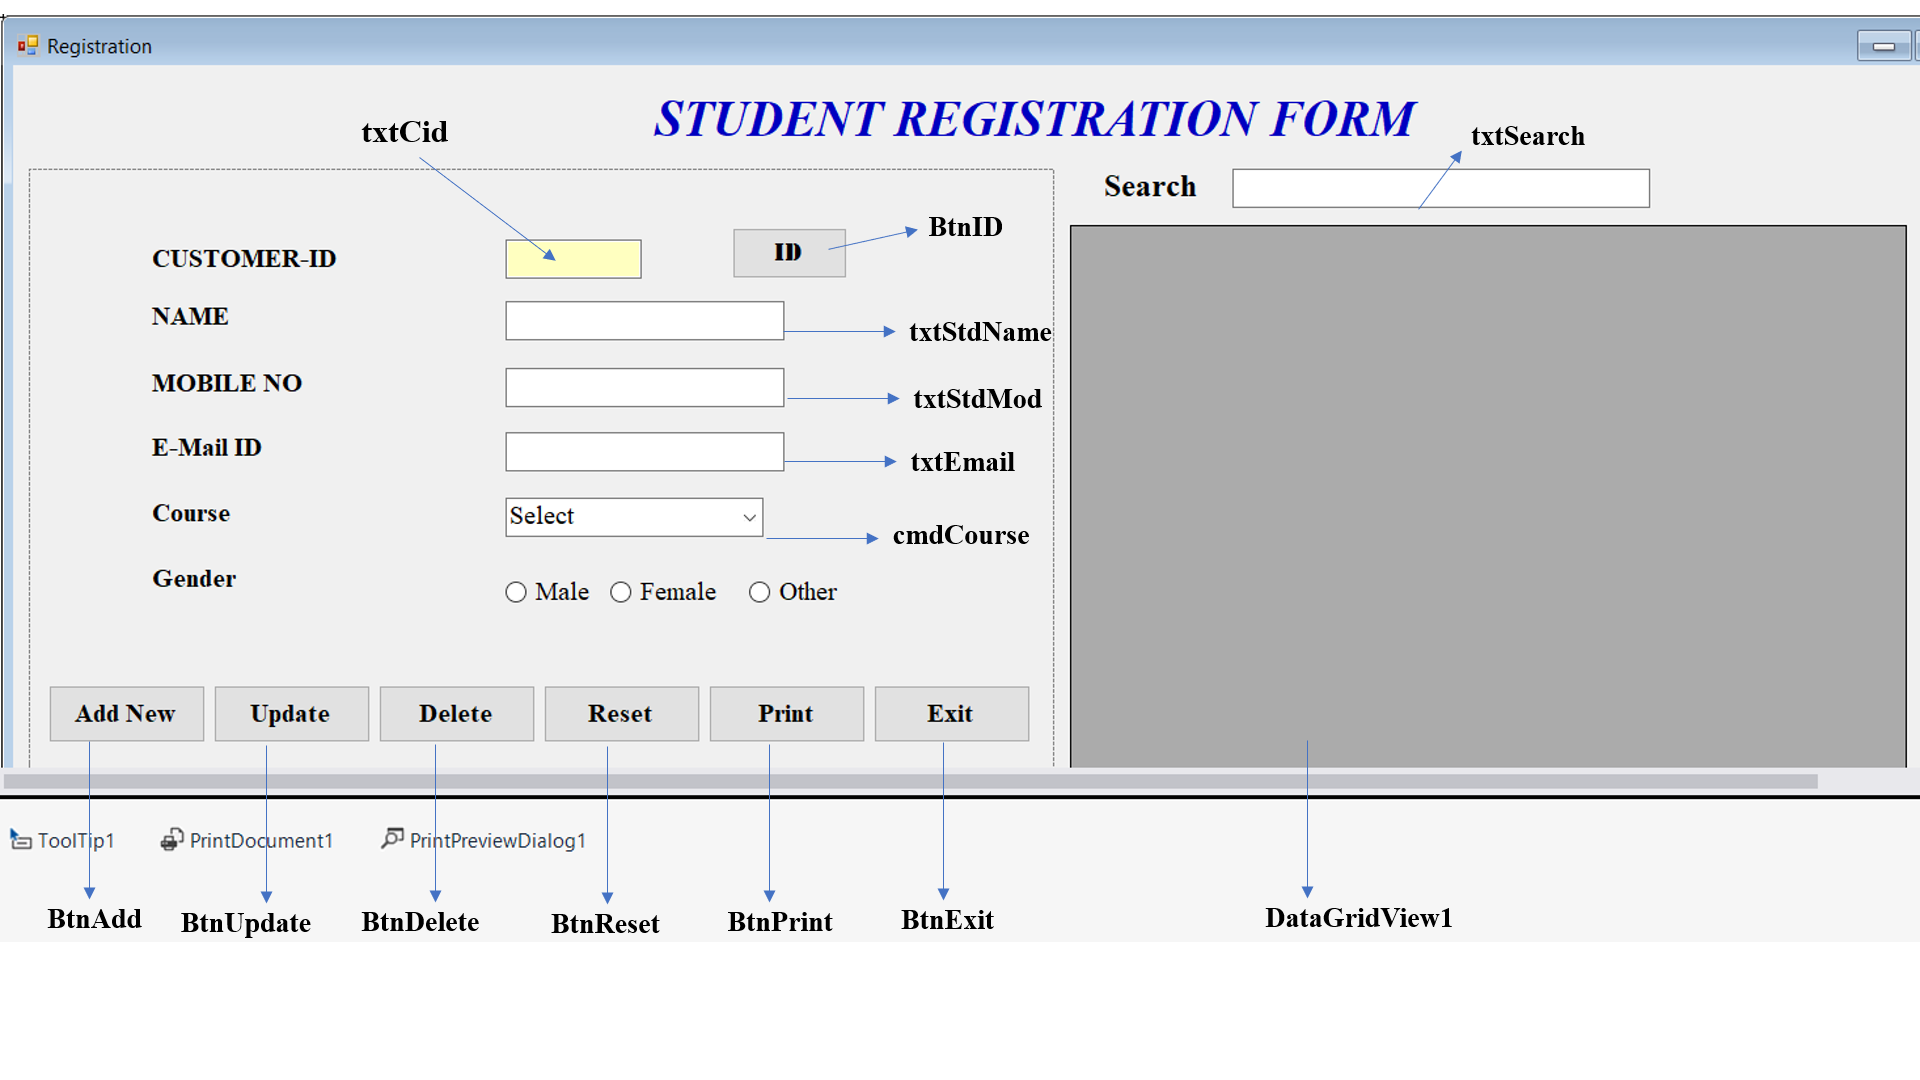 Registration
STUDENT REGISTRATION FORM
txtCid
txtSearch
Search
CUSTOMER-ID
ID
BtnID
NAME
txtStdName
MOBILE NO
txtStdMod
E-Mail ID
txtEmail
Course
Select
cmdCourse
Gender
Male Female Other
Add New Update Delete Reset Print Exit
ToolTip1 PrintDocument1 PrintPreviewDialog1
BtnAdd BtnUpdate BtnDelete BtnReset BtnPrint BtnExit DataGridView1